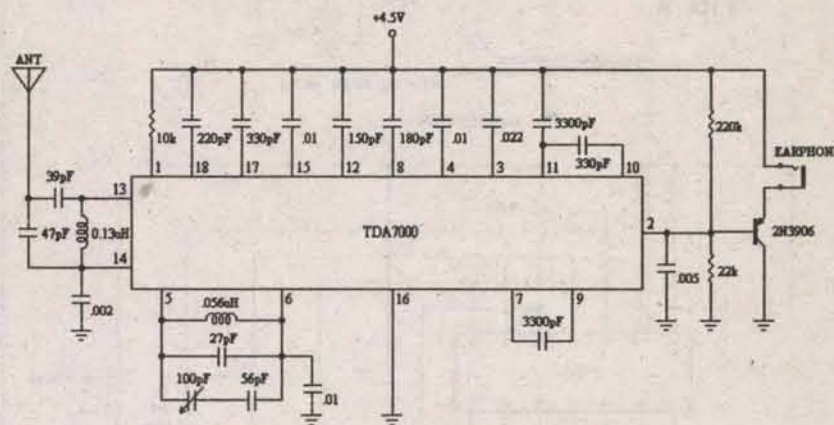 +4.5V
ANT
10k
220pF
330pF
.01
150pF
180pF
.01
.022
3300pF
330pF
220k
EARPHONE
1
18
17
15
12
8
4
3
11
10
39pF
13
47pF
0.13uH
TDA7000
2
2H3906
14
.005
22k
.002
5
6
16
7
9
.056uH
3300pF
27pF
100pF
56pF
.01